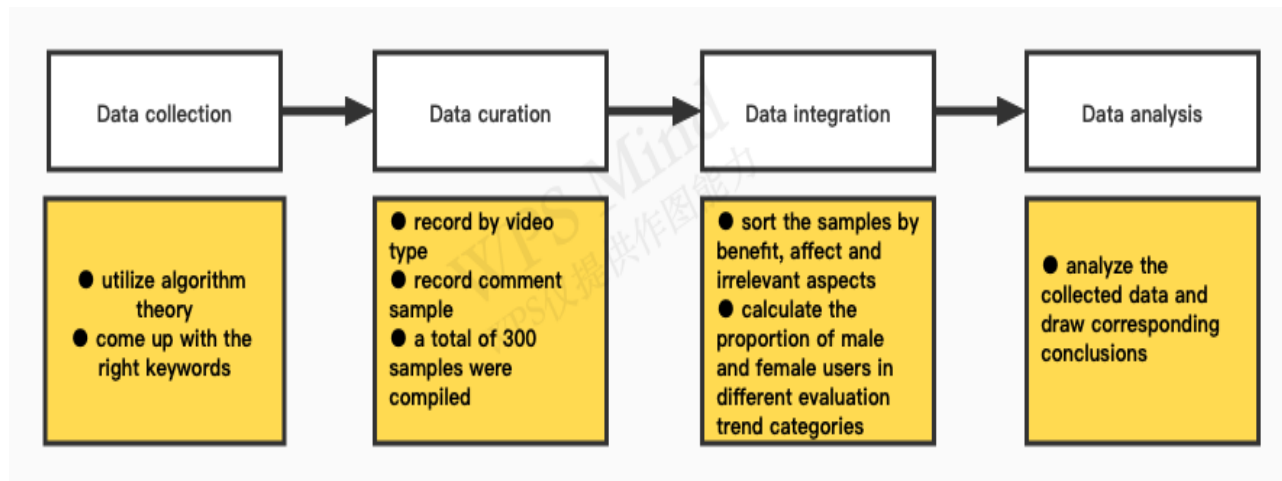 Data collection
Data curation
Data integration
Data analysis
● utilize algorithm
theory
● come up with the
right keywords
● record by video
type
● record comment
sample
● a total of 300
samples were
compiled
● sort the samples by
benefit, affect and
irrelevant aspects
● calculate the
proportion of male
and female users in
different evaluation
trend categories
● analyze the
collected data and
draw corresponding
conclusions
WPS Mind
WPS仅提供作图能力